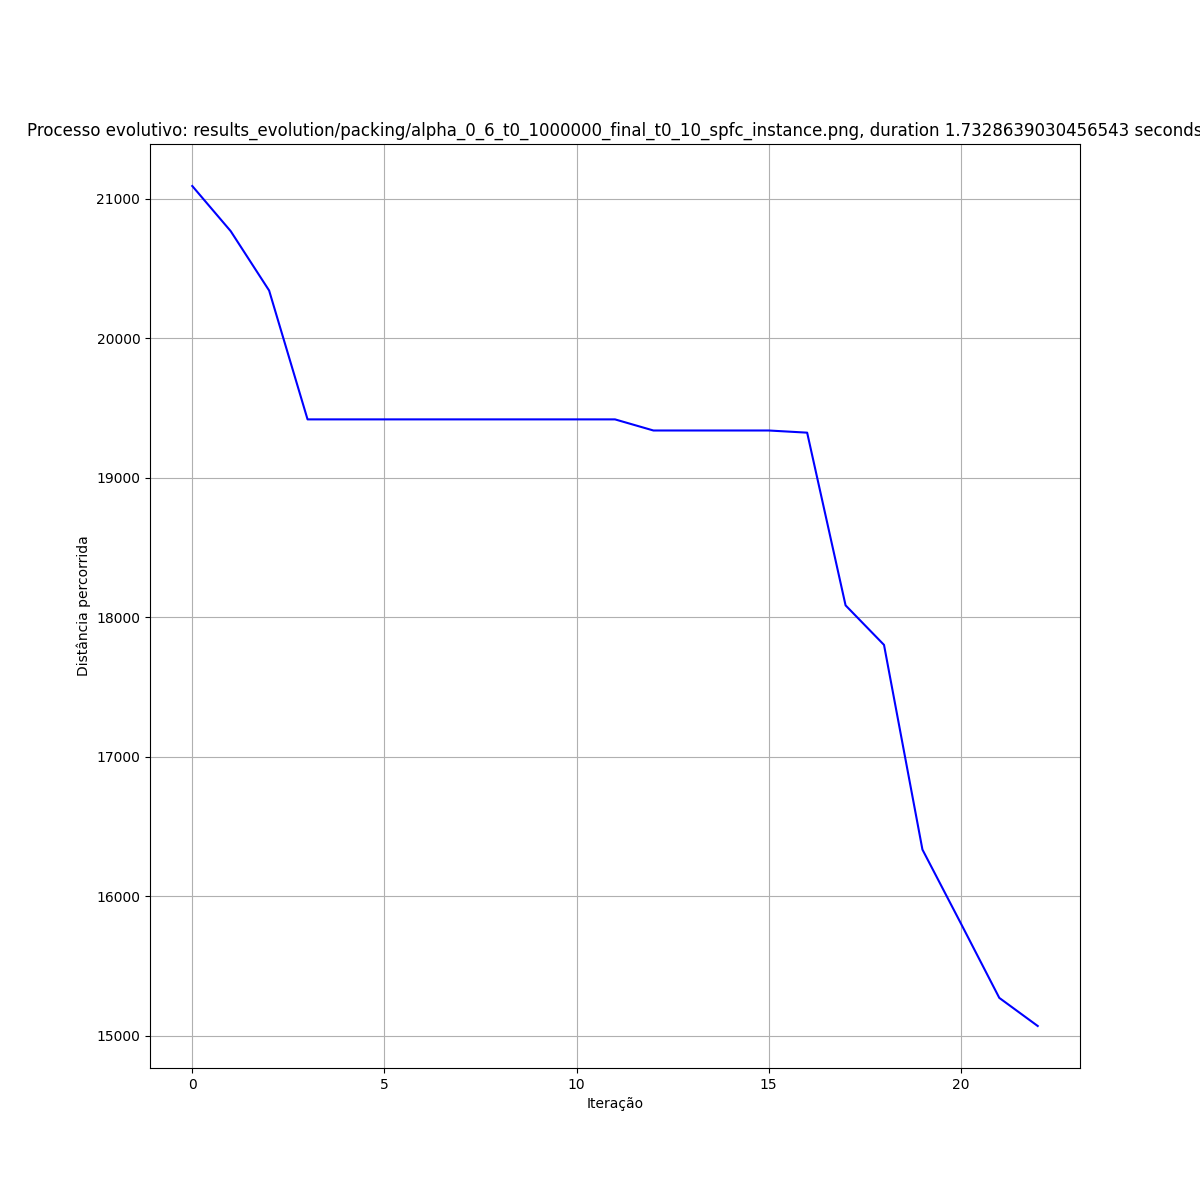 Processo evolutivo: results_evolution/packing/alpha_0_6_t0_1000000_final_t0_10_spfc_instance.png, duration 1.7328639030456543 seconds
21000
20000
19000
18000
17000
16000
15000
Distância percorrida
0 5 10 15 20
Iteração